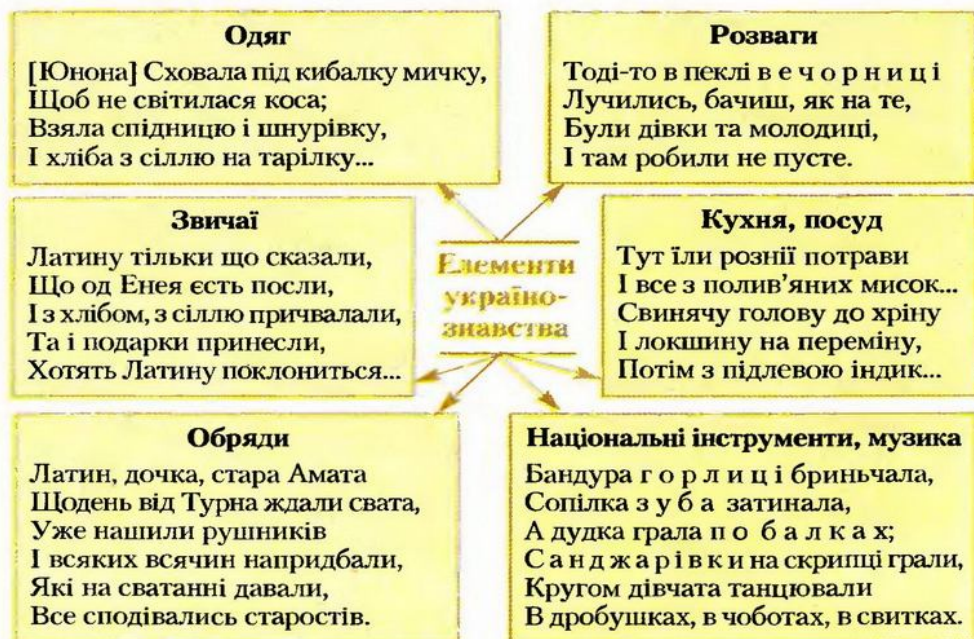 Одяг
[Юнона] Сховала під кибалку мичку,
Щоб не світилася коса;
Взяла спідницю і шнурівку,
І хліба з сіллю на тарілку...
Розваги
Тоді-то в пеклі в е ч о р н и ц і
Лучились, бачиш, як на те,
Були дівки та молодиці,
І там робили не пусте.
Звичаї
Латину тільки що сказали,
Що од Енея єсть посли,
І з хлібом, з сіллю причвалали,
Та і подарки принесли,
Хотять Латину поклониться...
Елементи
україно-
знавства
Кухня, посуд
Тут їли рознії потрави
І все з полив’яних мисок...
Свинячу голову до хріну
І локшину на переміну,
Потім з підлевою індик...
Обряди
Латин, дочка, стара Амата
Щодень від Турна ждали свата,
Уже нашили рушників
І всяких всячин напридбали,
Які на сватанні давали,
Все сподівались старостів.
Національні інструменти, музика
Бандура г о р л и ц і бриньчала,
Сопілка з у б а затинала,
А дудка грала п о б а л к а х;
С а н д ж а р і в к и на скрипці грали,
Кругом дівчата танцювали
В дробушках, в чоботах, в свитках.